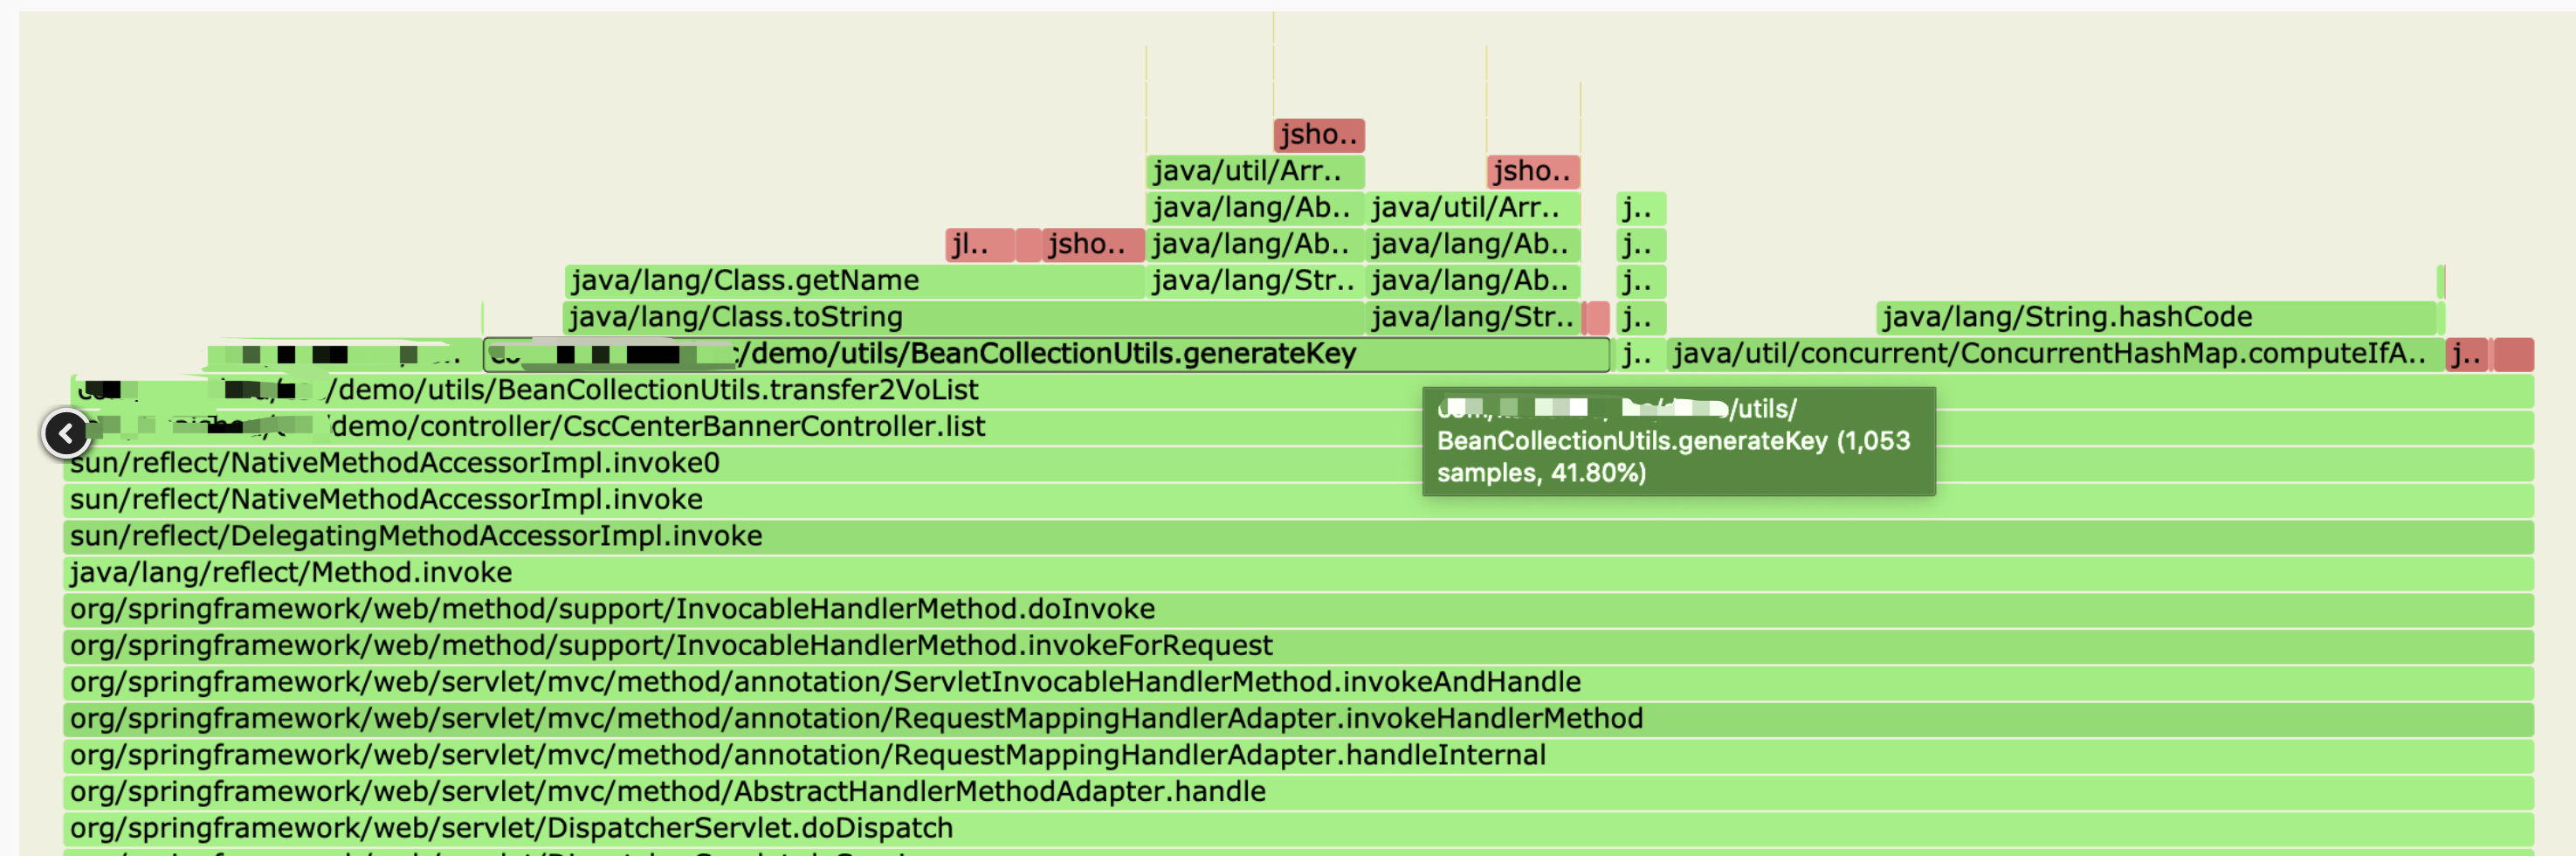 jsho..
java/util/Arr..
jsho..
java/lang/Ab..
java/util/Arr..
j..
jl..
jsho..
java/lang/Ab..
java/lang/Ab..
j..
java/lang/Class.getName
java/lang/Str..
java/lang/Ab..
j..
java/lang/Class.toString
java/lang/Str..
j..
java/lang/String.hashCode
/demo/utils/BeanCollectionUtils.generateKey
j..
java/util/concurrent/ConcurrentHashMap.computeIfA..
j..
/demo/utils/BeanCollectionUtils.transfer2VoList
/utils/
BeanCollectionUtils.generateKey (1,053
samples, 41.80%)
demo/controller/CscCenterBannerController.list
sun/reflect/NativeMethodAccessorImpl.invoke0
sun/reflect/NativeMethodAccessorImpl.invoke
sun/reflect/DelegatingMethodAccessorImpl.invoke
java/lang/reflect/Method.invoke
org/springframework/web/method/support/InvocableHandlerMethod.doInvoke
org/springframework/web/method/support/InvocableHandlerMethod.invokeForRequest
org/springframework/web/servlet/mvc/method/annotation/ServletInvocableHandlerMethod.invokeAndHandle
org/springframework/web/servlet/mvc/method/annotation/RequestMappingHandlerAdapter.invokeHandlerMethod
org/springframework/web/servlet/mvc/method/annotation/RequestMappingHandlerAdapter.handleInternal
org/springframework/web/servlet/mvc/method/AbstractHandlerMethodAdapter.handle
org/springframework/web/servlet/DispatcherServlet.doDispatch